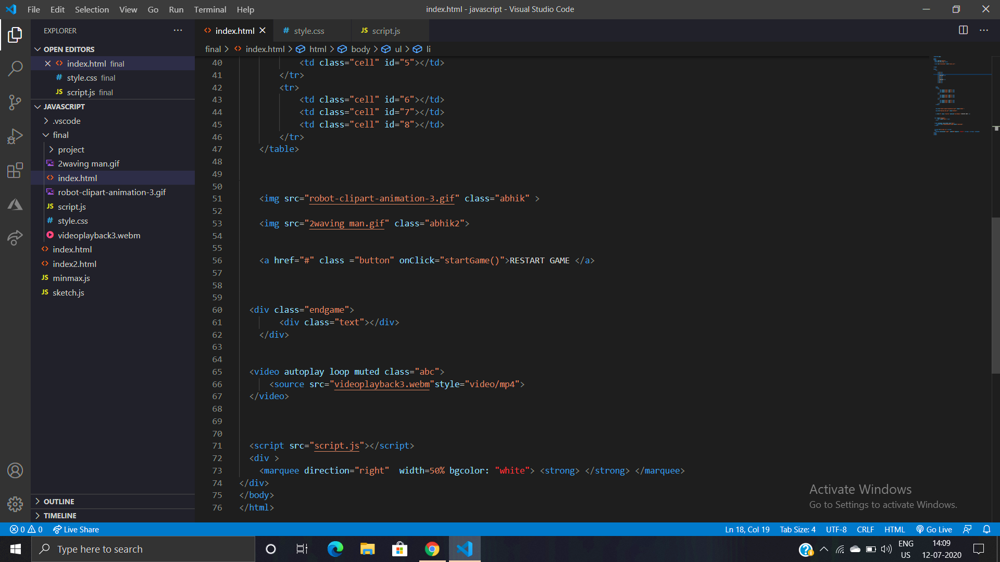 File Edit Selection View Go Run Terminal Help
index.html - javascript - Visual Studio Code
EXPLORER
OPEN EDITORS
index.html final
style.css final
script.js final
JAVASCRIPT
.vscode
final
project
2waving man.gif
index.html
robot-clipart-animation-3.gif
script.js
style.css
videoplayback3.webm
index.html
index2.html
minmax.js
sketch.js
OUTLINE
TIMELINE
index.html style.css script.js
final > index.html > html > body > ul > li
40 <td class="cell" id="5"></td>
41 </tr>
42 <tr>
43 <td class="cell" id="6"></td>
44 <td class="cell" id="7"></td>
45 <td class="cell" id="8"></td>
46 </tr>
47 </table>
48
49
50
51 <img src="robot-clipart-animation-3.gif" class="abhik" >
52
53 <img src="2waving man.gif" class="abhik2">
54
55
56 <a href="#" class ="button" onClick="startGame()">RESTART GAME </a>
57
58
59
60 <div class="endgame">
61 <div class="text"></div>
62 </div>
63
64
65 <video autoplay loop muted class="abc">
66 <source src="videoplayback3.webm"style="video/mp4">
67 </video>
68
69
70
71 <script src="script.js"></script>
72 <div >
73 <marquee direction="right"  width=50% bgcolor: "white"> <strong> </strong> </marquee>
74 </div>
75 </body>
76 </html>
Activate Windows
Go to Settings to activate Windows.
0 0 Live Share
Ln 18, Col 19 Tab Size: 4 UTF-8 CRLF HTML Go Live
Type here to search
ENG
US
14:09
12-07-2020